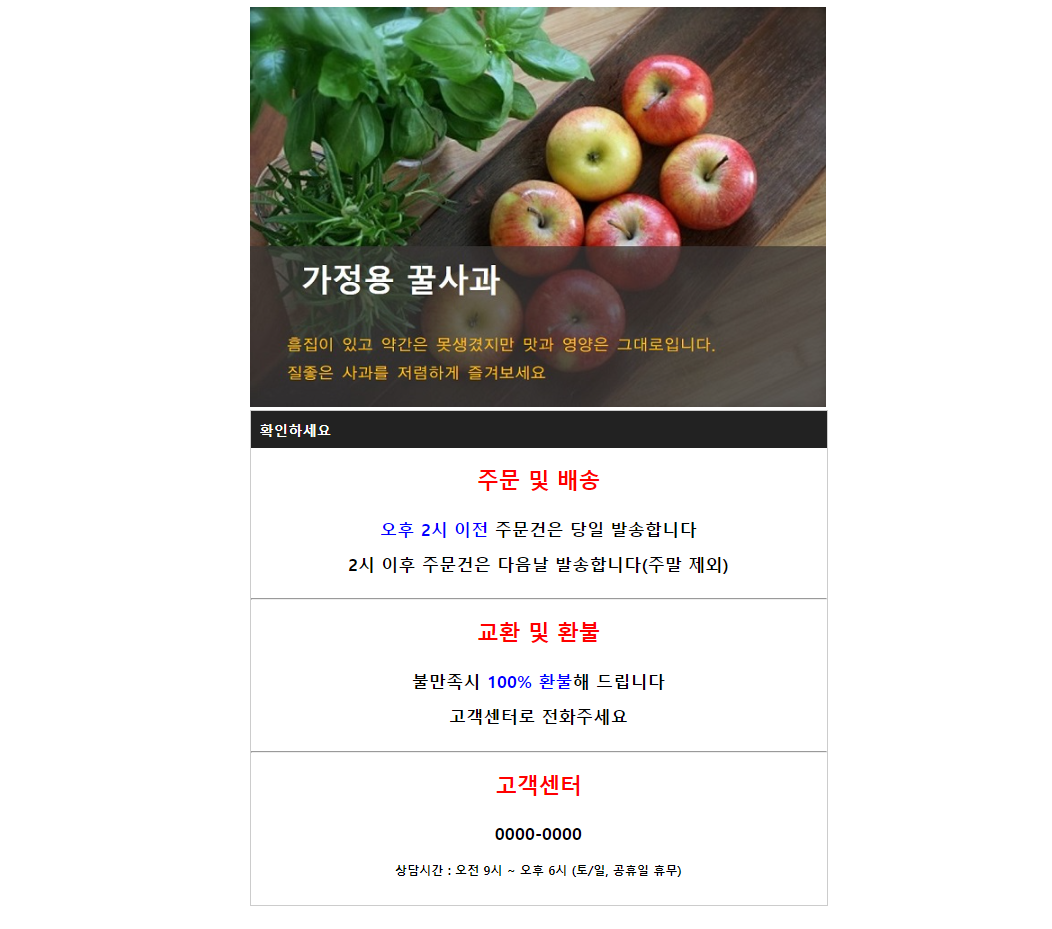 가정용 꿀사과
흠집이 있고 약간은 못생겼지만 맛과 영양은 그대로입니다.
질좋은 사과를 저렴하게 즐겨보세요
확인하세요
주문 및 배송
오후 2시 이전 주문건은 당일 발송합니다
2시 이후 주문건은 다음날 발송합니다(주말 제외)
교환 및 환불
불만족시 100% 환불해 드립니다
고객센터로 전화주세요
고객센터
0000-0000
상담시간 : 오전 9시 ~ 오후 6시 (토/일, 공휴일 휴무)